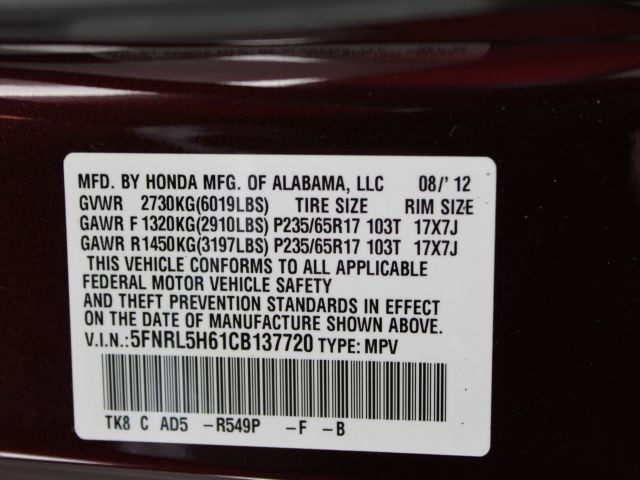 MFD. BY HONDA MFG. OF ALABAMA, LLC 08/' 12
GVWR 2730KG(6019LBS) TIRE SIZE RIM SIZE
GAWR F 1320KG(2910LBS) P235/65R17 103T 17X7J
GAWR R1450KG(3197LBS) P235/65R17 103T 17X7J
THIS VEHICLE CONFORMS TO ALL APPLICABLE
FEDERAL MOTOR VEHICLE SAFETY
AND THEFT PREVENTION STANDARDS IN EFFECT
ON THE DATE OF MANUFACTURE SHOWN ABOVE.
V.I.N.:5FNRL5H61CB137720 TYPE: MPV
TK8 C AD5 -R549P -F -B